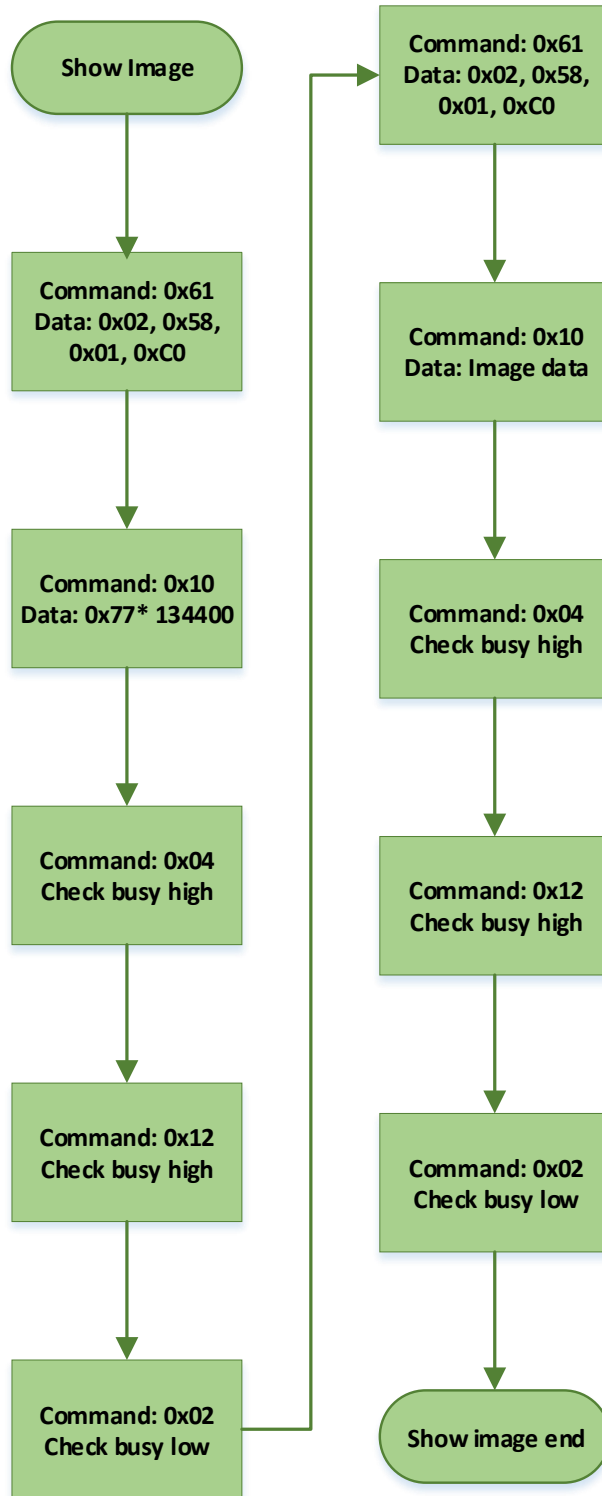 Show Image
Command: 0x61
Data: 0x02, 0x58,
0x01, 0xC0
Command: 0x10
Data: 0x77* 134400
Command: 0x04
Check busy high
Command: 0x12
Check busy high
Command: 0x02
Check busy low
Command: 0x61
Data: 0x02, 0x58,
0x01, 0xC0
Command: 0x10
Data: Image data
Command: 0x04
Check busy high
Command: 0x12
Check busy high
Command: 0x02
Check busy low
Show image end